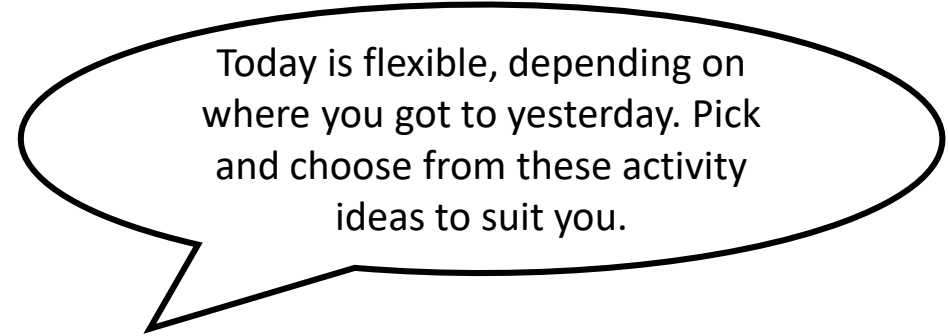 Today is flexible, depending on
where you got to yesterday. Pick
and choose from these activity
ideas to suit you.